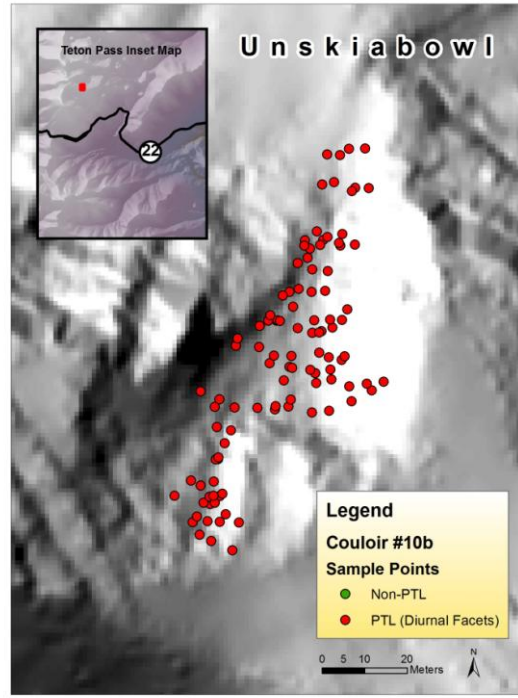 Unskiabowl
Teton Pass Inset Map
22
Legend
Couloir #10b
Sample Points
Non-PTL
PTL (Diurnal Facets)
0 5 10 20
Meters
N